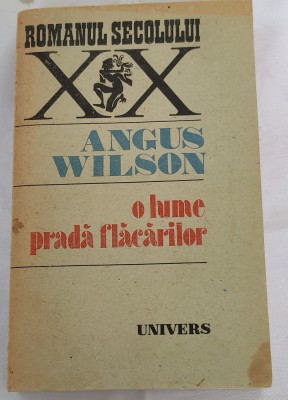 ROMANUL SECOLULUI
XX
ANGUS
WILSON
o lume
pradă flăcărilor
UNIVERS